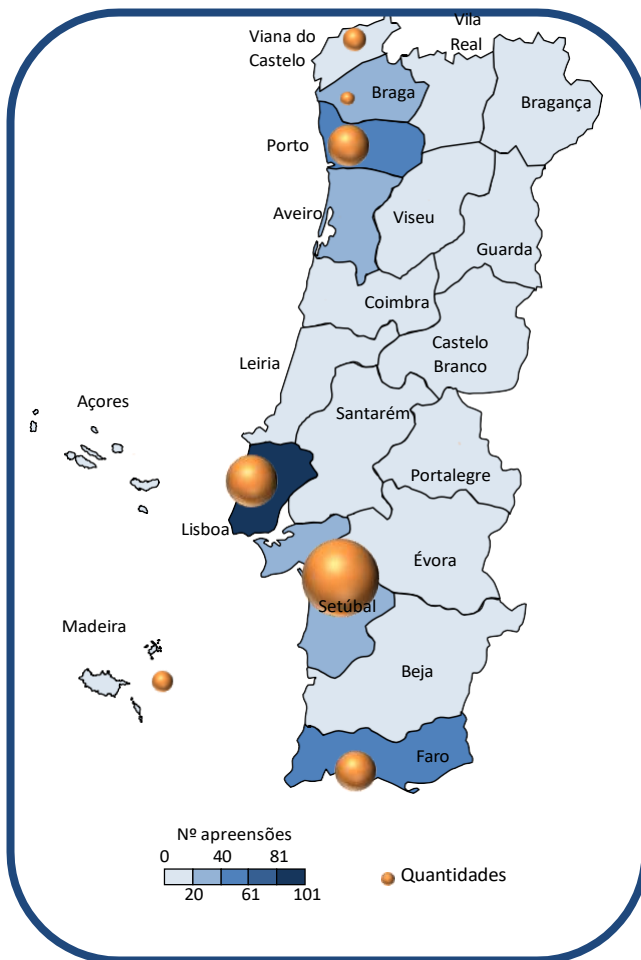 Vila
Real
Viana do
Castelo
Braga
Bragança
Porto
Aveiro
Viseu
Guarda
Coimbra
Castelo
Branco
Leiria
Açores
Santarém
Portalegre
Lisboa
Évora
Setúbal
Madeira
Beja
Faro
Nº apreensões
0 40 81
20 61 101
Quantidades